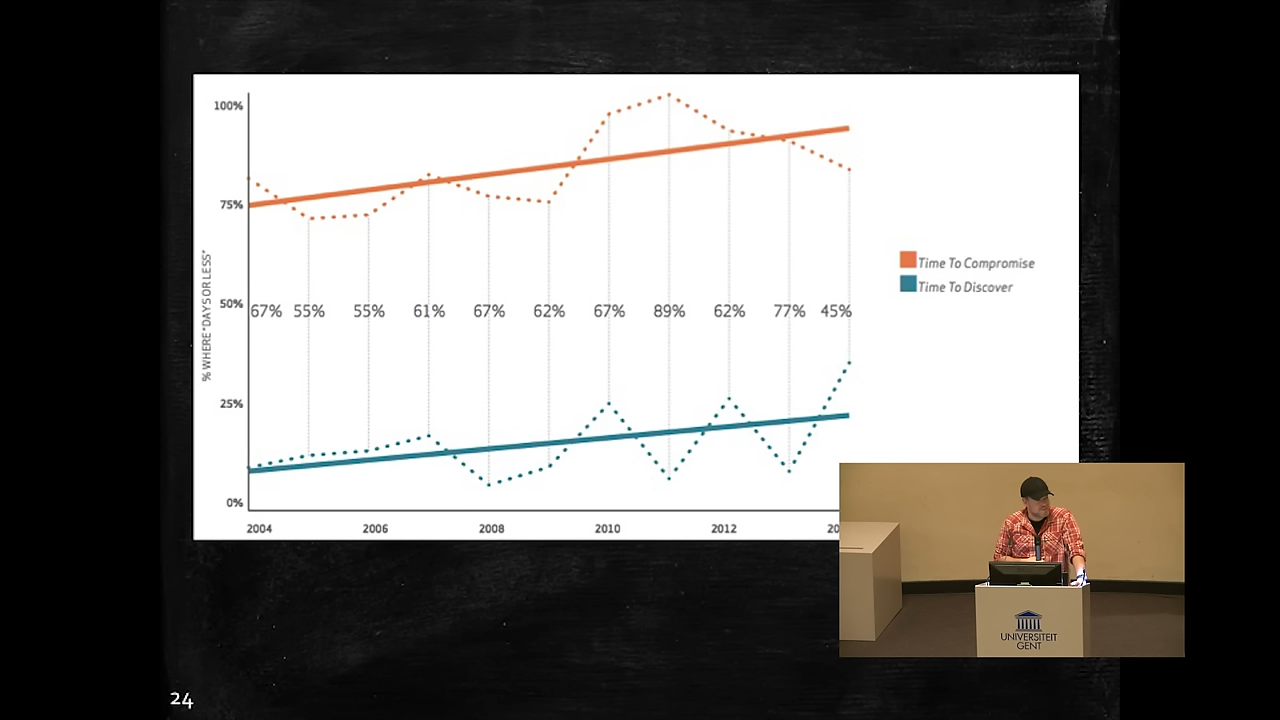 100%
75%
% WHERE "DAYS OR LESS"
50%
67% 55% 55% 61% 67% 62% 67% 89% 62% 77% 45%
25%
0%
2004 2006 2008 2010 2012
Time To Compromise
Time To Discover
UNIVERSITEIT
GENT
24